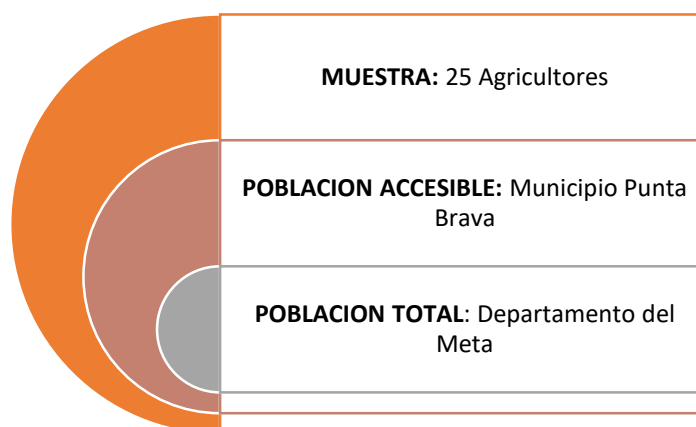 MUESTRA: 25 Agricultores
POBLACION ACCESIBLE: Municipio Punta
Brava
POBLACION TOTAL: Departamento del
Meta